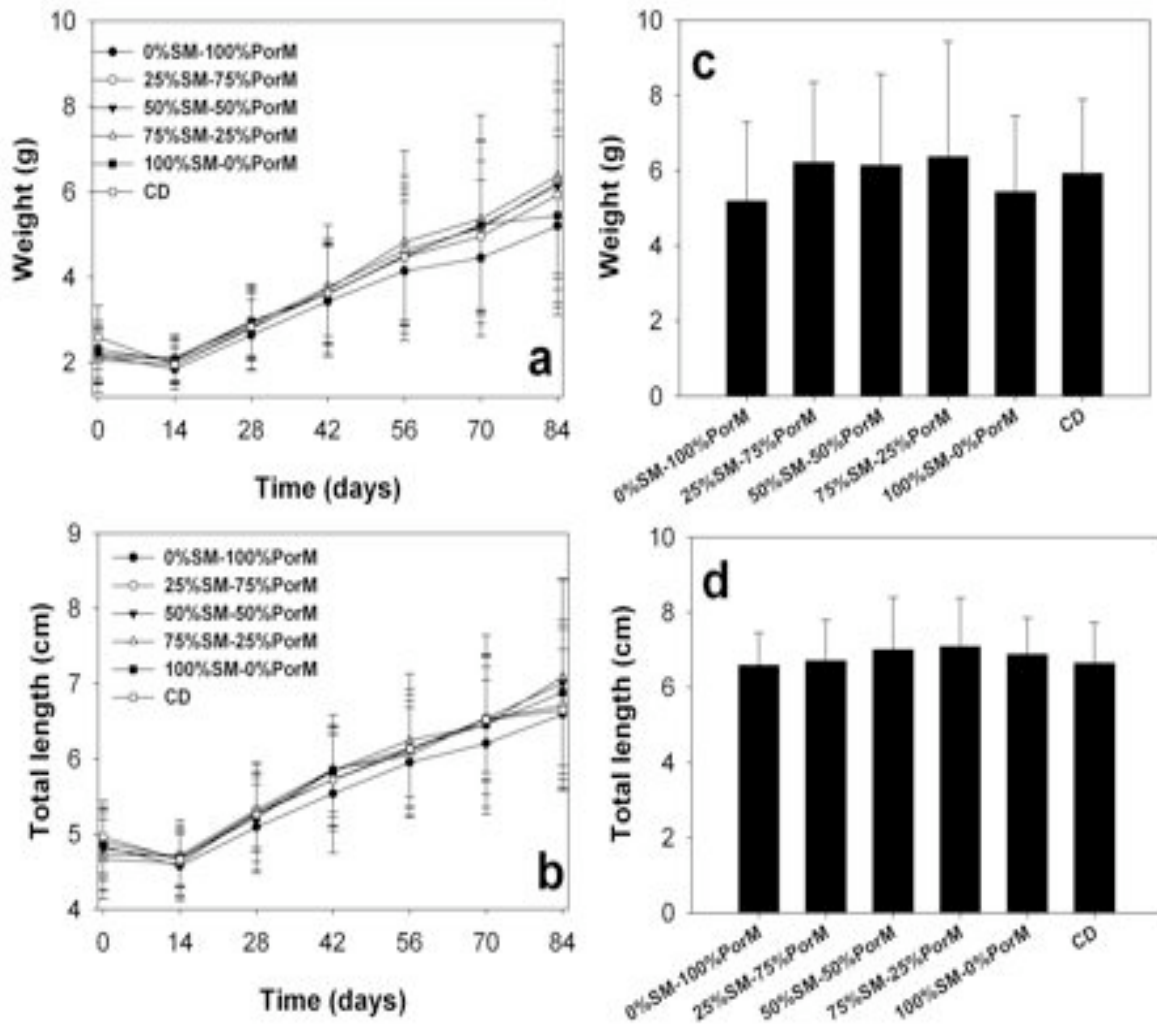 10
8
6
4
2
Weight (g)
0%SM-100%PorM
25%SM-75%PorM
50%SM-50%PorM
75%SM-25%PorM
100%SM-0%PorM
CD
a
0 14 28 42 56 70 84
Time (days)
10
8
6
4
2
0
Weight (g)
c
0%SM-100%PorM
25%SM-75%PorM
50%SM-50%PorM
75%SM-25%PorM
100%SM-0%PorM
CD
9
8
7
6
5
4
Total length (cm)
0%SM-100%PorM
25%SM-75%PorM
50%SM-50%PorM
75%SM-25%PorM
100%SM-0%PorM
CD
b
0 14 28 42 56 70 84
Time (days)
10
8
6
4
2
0
Total length (cm)
d
0%SM-100%PorM
25%SM-75%PorM
50%SM-50%PorM
75%SM-25%PorM
100%SM-0%PorM
CD